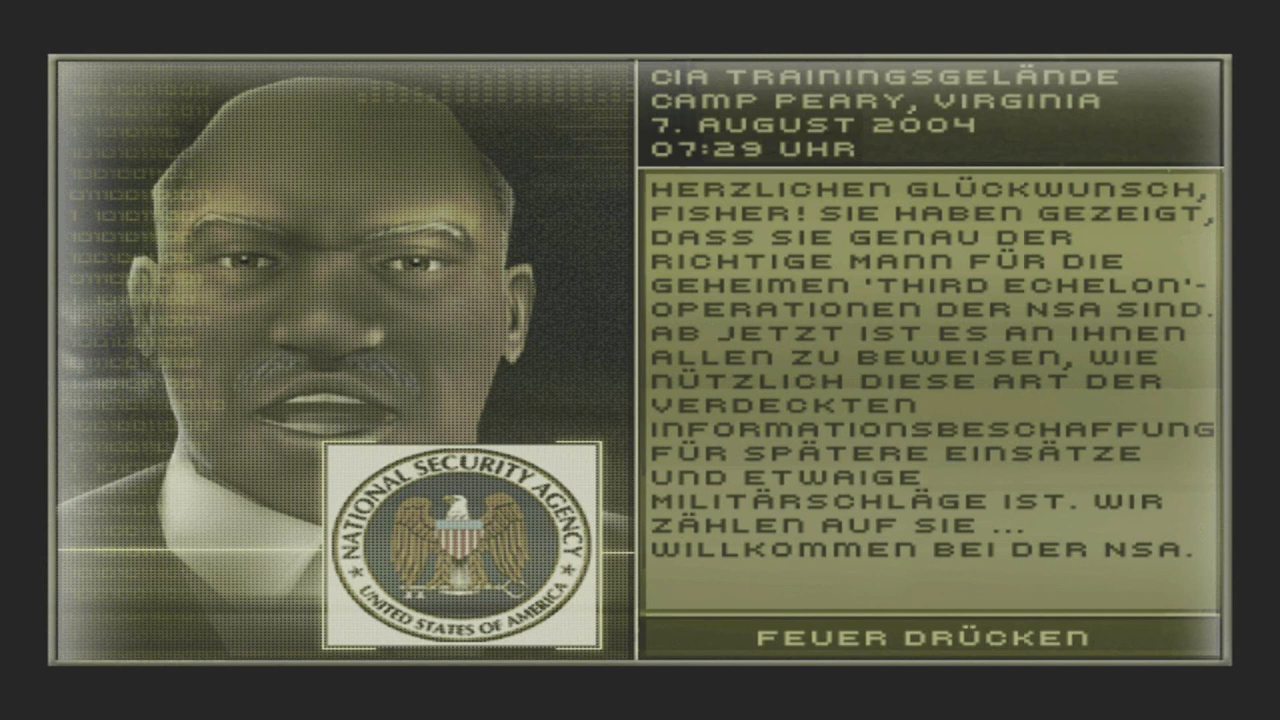 CIA TRAININGSGELÄNDE
CAMP PEARY, VIRGINIA
7. AUGUST 2004
07:29 UHR
HERZLICHEN GLÜCKWUNSCH,
FISHER! SIE HABEN GEZEIGT,
DASS SIE GENAU DER
RICHTIGE MANN FÜR DIE
GEHEIMEN 'THIRD ECHELON'-
OPERATIONEN DER NSA SIND.
AB JETZT IST ES AN IHNEN
ALLEN ZU BEWEISEN, WIE
NÜTZLICH DIESE ART DER
VERDECKTEN
INFORMATIONSBESCHAFFUNG
FÜR SPÄTERE EINSÄTZE
UND ETWAIGE
MILITÄRSCHLÄGE IST. WIR
ZÄHLEN AUF SIE ...
WILLKOMMEN BEI DER NSA.
FEUER DRÜCKEN
NATIONAL SECURITY AGENCY
UNITED STATES OF AMERICA